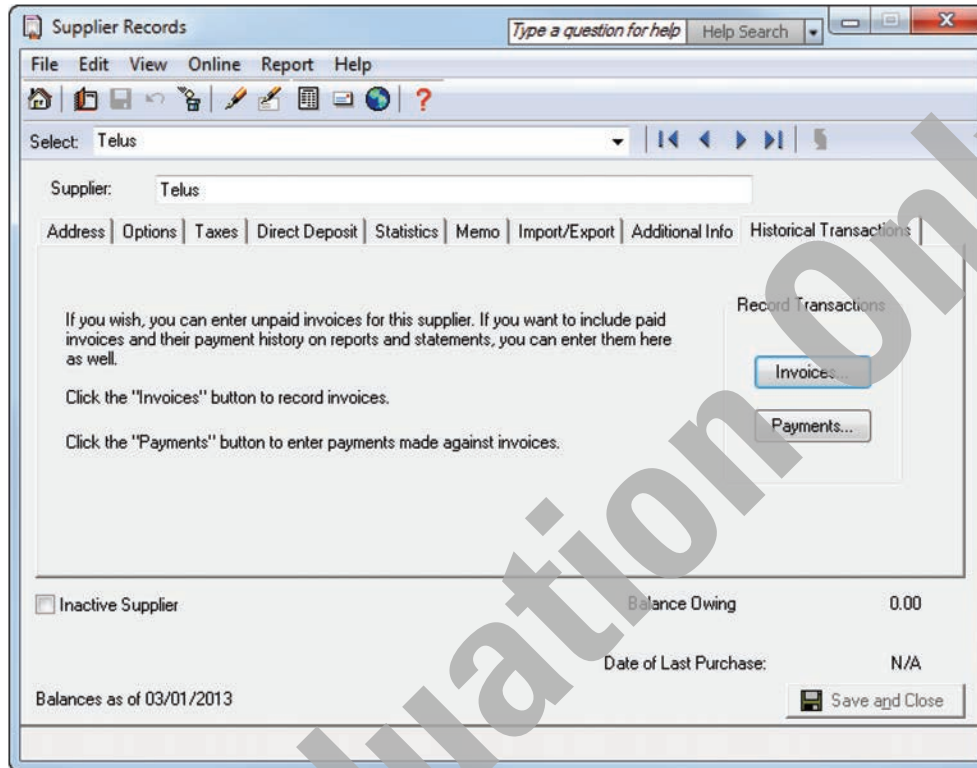 Supplier Records
Type a question for help Help Search
File Edit View Online Report Help
Select: Telus
Supplier: Telus
Address Options Taxes Direct Deposit Statistics Memo Import/Export Additional Info Historical Transactions
If you wish, you can enter unpaid invoices for this supplier. If you want to include paid
invoices and their payment history on reports and statements, you can enter them here
as well.
Click the "Invoices" button to record invoices.
Click the "Payments" button to enter payments made against invoices.
Record Transactions
Invoices...
Payments...
Inactive Supplier
Balance Owing 0.00
Date of Last Purchase: N/A
Balances as of 03/01/2013
Save and Close